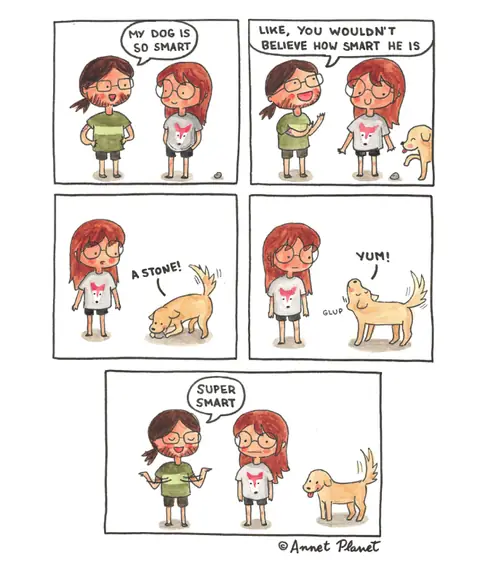 MY DOG IS
SO SMART
LIKE, YOU WOULDN'T
BELIEVE HOW SMART HE IS
A STONE!
YUM!
GLUP
SUPER
SMART
© Annet Planet